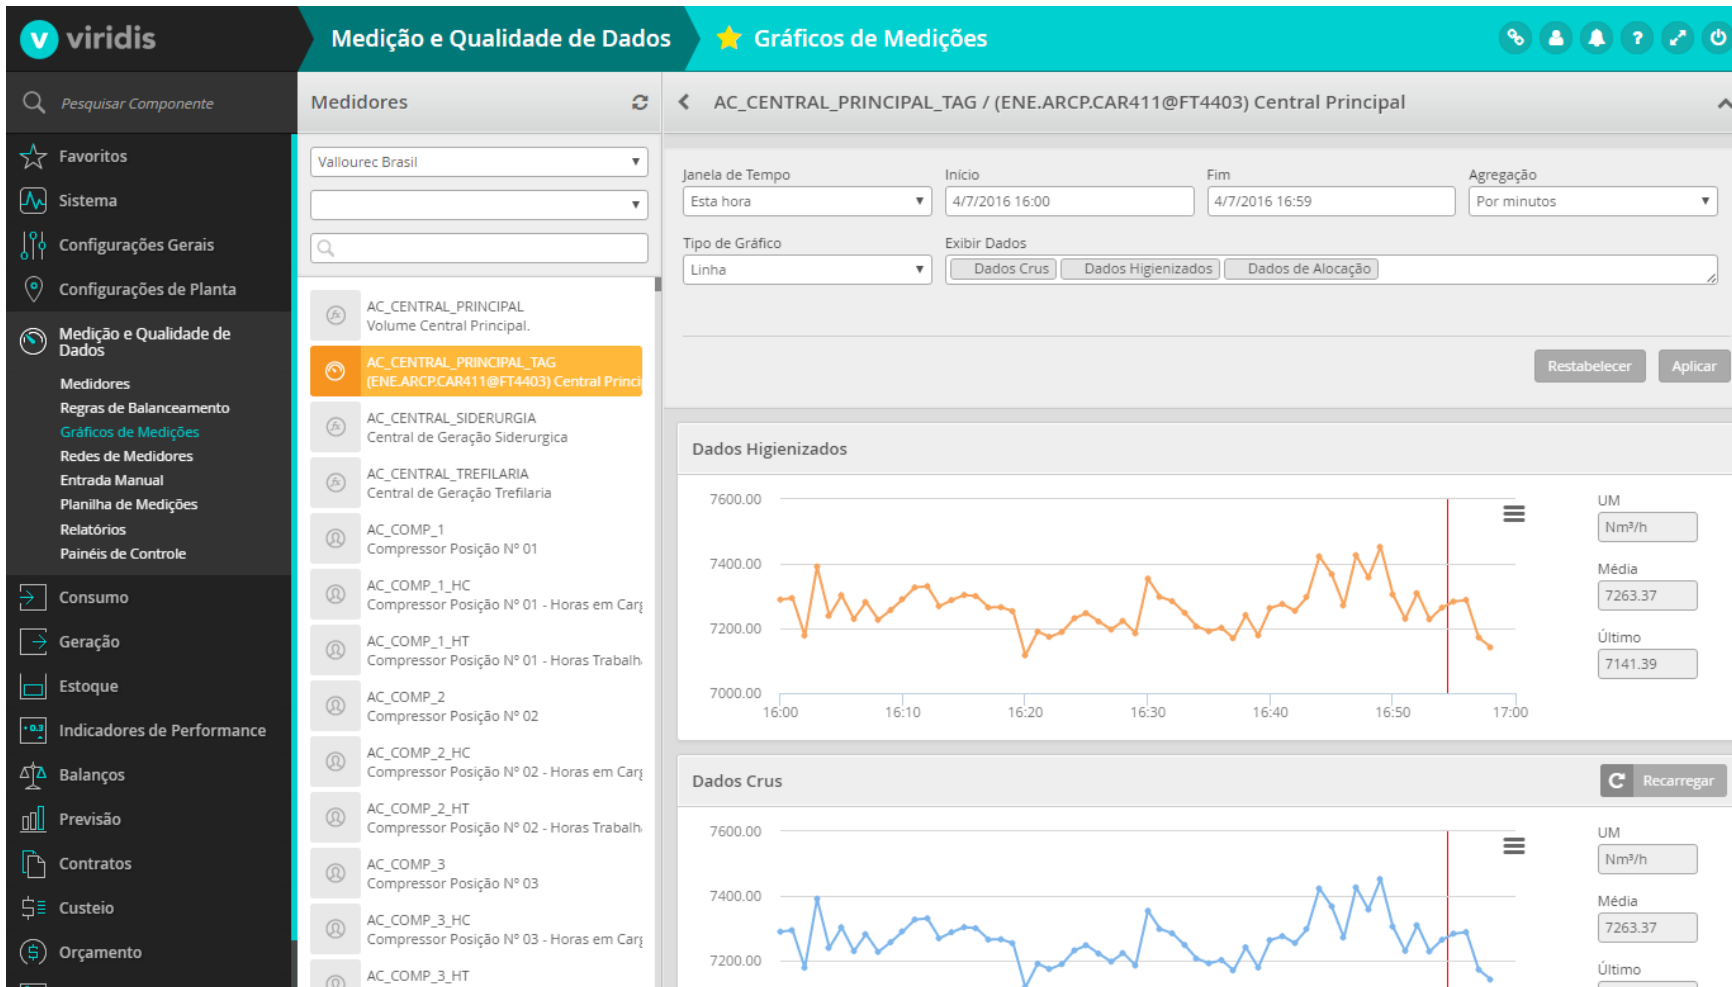 viridis
Medição e Qualidade de Dados
Gráficos de Medições
Pesquisar Componente
Favoritos
Sistema
Configurações Gerais
Configurações de Planta
Medição e Qualidade de
Dados
Medidores
Regras de Balanceamento
Gráficos de Medições
Redes de Medidores
Entrada Manual
Planilha de Medições
Relatórios
Painéis de Controle
Consumo
Geração
Estoque
Indicadores de Performance
Balanços
Previsão
Contratos
Custeio
Orçamento
Medidores
Vallourec Brasil
AC_CENTRAL_PRINCIPAL
Volume Central Principal.
AC_CENTRAL_PRINCIPAL_TAG
(ENE.ARCP.CAR411@FT4403) Central Princi
AC_CENTRAL_SIDERURGIA
Central de Geração Siderurgica
AC_CENTRAL_TREFILARIA
Central de Geração Trefilaria
AC_COMP_1
Compressor Posição Nº 01
AC_COMP_1_HC
Compressor Posição Nº 01 - Horas em Carg
AC_COMP_1_HT
Compressor Posição Nº 01 - Horas Trabalh
AC_COMP_2
Compressor Posição Nº 02
AC_COMP_2_HC
Compressor Posição Nº 02 - Horas em Carg
AC_COMP_2_HT
Compressor Posição Nº 02 - Horas Trabalh
AC_COMP_3
Compressor Posição Nº 03
AC_COMP_3_HC
Compressor Posição Nº 03 - Horas em Carg
AC_COMP_3_HT
AC_CENTRAL_PRINCIPAL_TAG / (ENE.ARCP.CAR411@FT4403) Central Principal
Janela de Tempo
Início
Fim
Agregação
Esta hora
4/7/2016 16:00
4/7/2016 16:59
Por minutos
Tipo de Gráfico
Exibir Dados
Linha
Dados Crus
Dados Higienizados
Dados de Alocação
Restabelecer
Aplicar
Dados Higienizados
7600.00
7400.00
7200.00
7000.00
16:00
16:10
16:20
16:30
16:40
16:50
17:00
UM
Nm³/h
Média
7263.37
Último
7141.39
Dados Crus
Recarregar
7600.00
7400.00
7200.00
UM
Nm³/h
Média
7263.37
Último